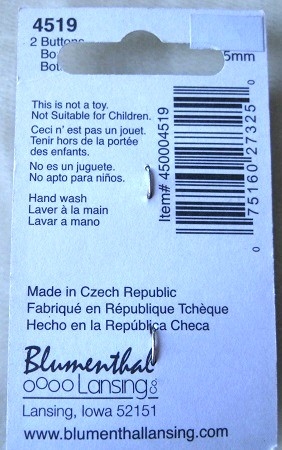 4519
2 Buttons
5mm
This is not a toy.
Not Suitable for Children.
Ceci n' est pas un jouet.
Tenir hors de la portée
des enfants.
No es un juguete.
No apto para niños.
Hand wash
Laver à la main
Lavar a mano
Item# 450004519
0 75160 27325 0
Made in Czech Republic
Fabriqué en République Tchèque
Hecho en la República Checa
Blumenthal
Lansing Co
Lansing, Iowa 52151
www.blumenthallansing.com